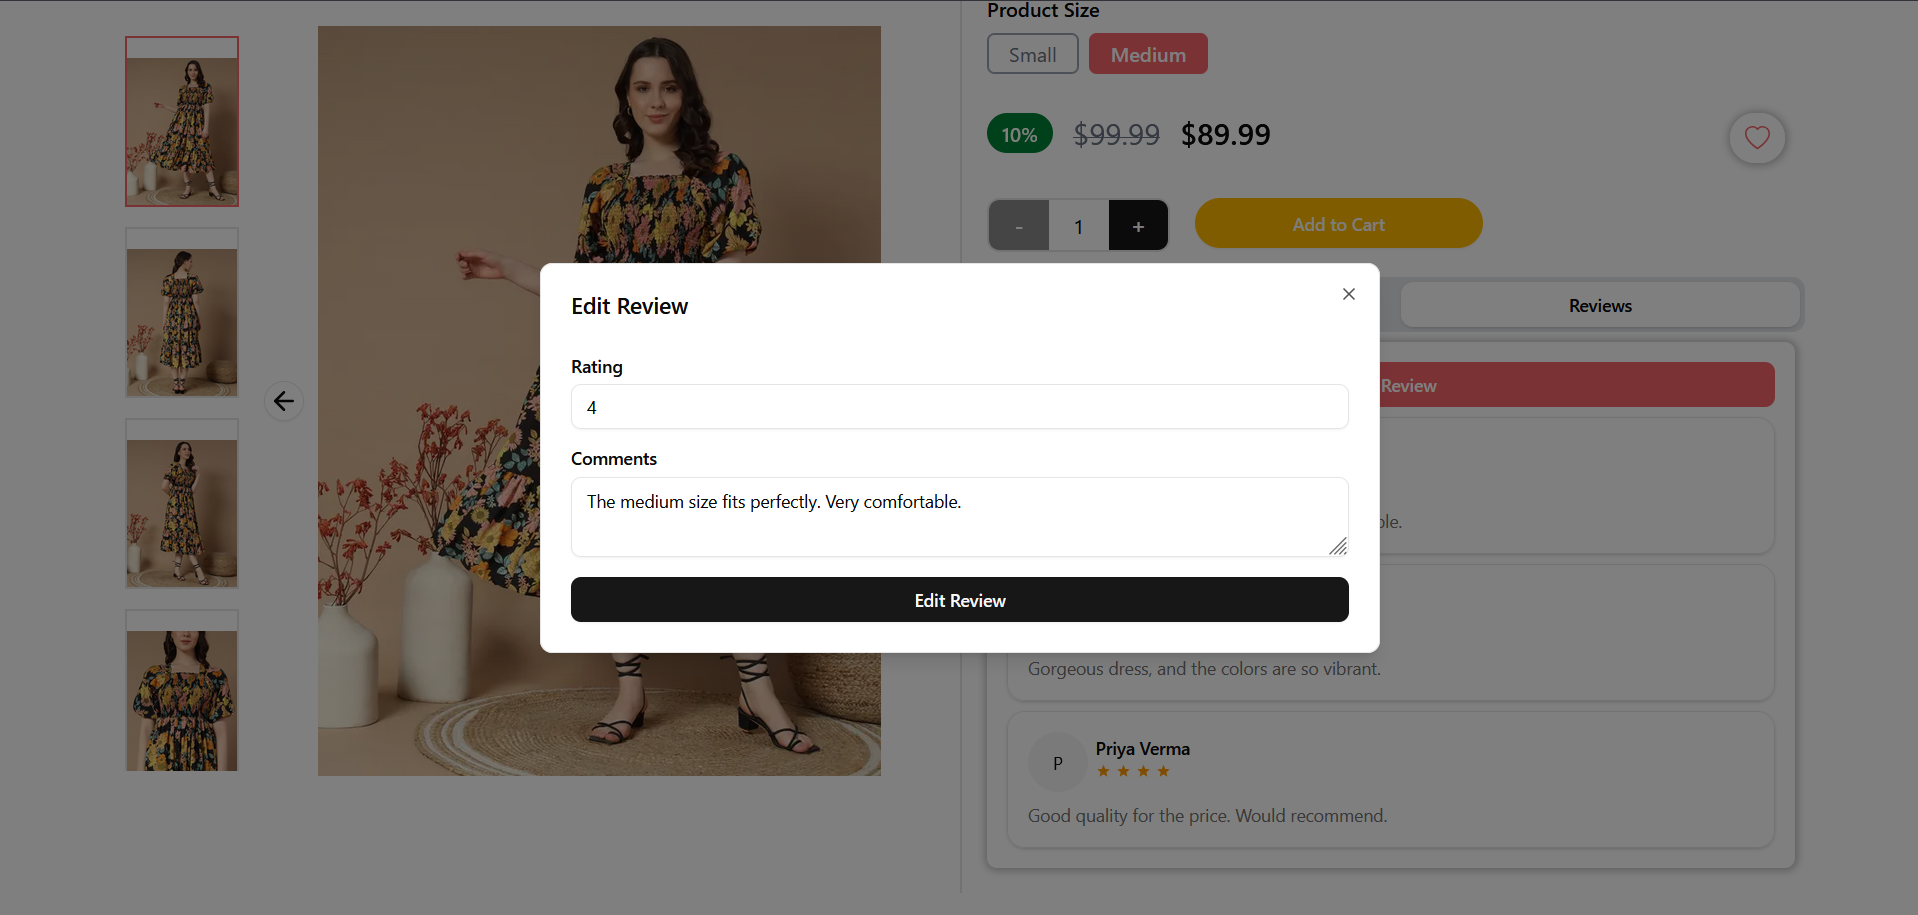 Product Size
Small
Medium
10%
$99.99
$89.99
-
1
+
Add to Cart
Reviews
Review
Edit Review
Rating
4
Comments
The medium size fits perfectly. Very comfortable.
Edit Review
Gorgeous dress, and the colors are so vibrant.
P
Priya Verma
Good quality for the price. Would recommend.